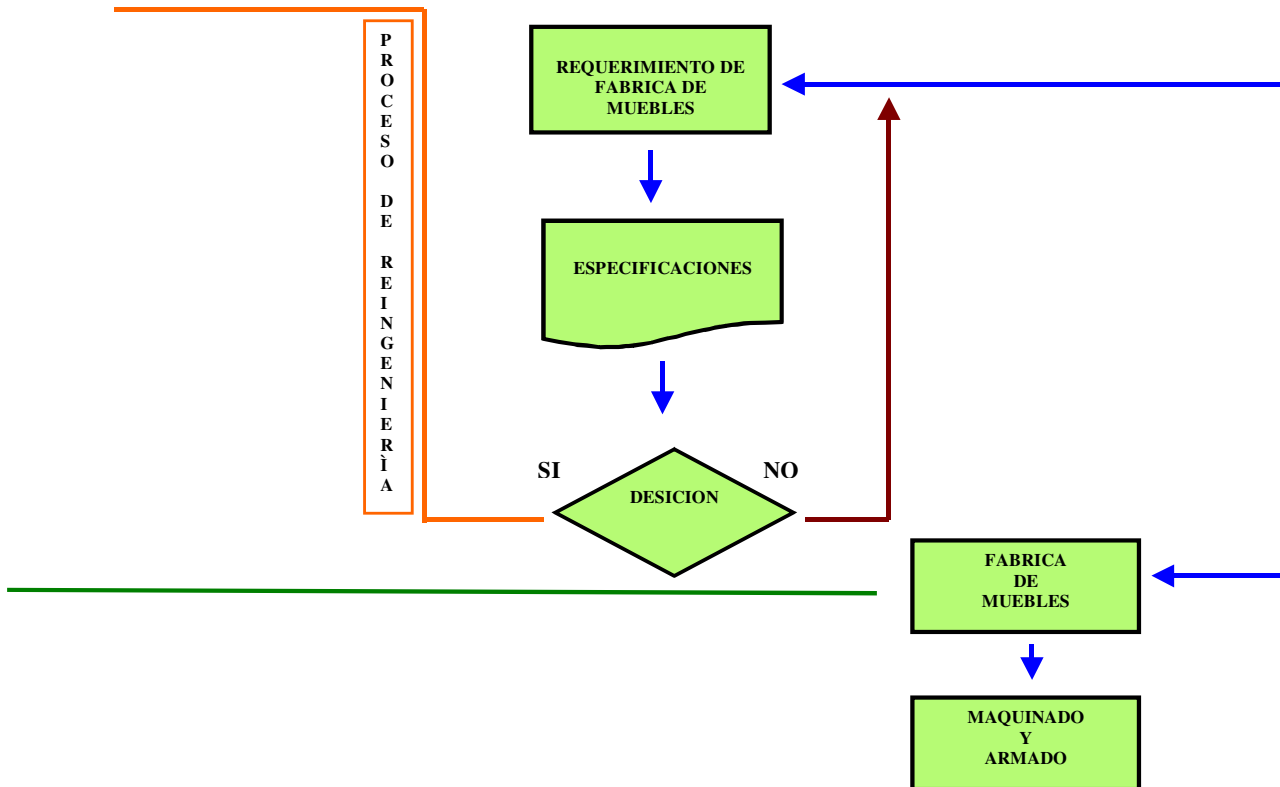 P
R
O
C
E
S
O
D
E
R
E
I
N
G
E
N
I
E
R
Ì
A
REQUERIMIENTO DE
FABRICA DE
MUEBLES
ESPECIFICACIONES
SI
NO
DESICION
FABRICA
DE
MUEBLES
MAQUINADO
Y
ARMADO